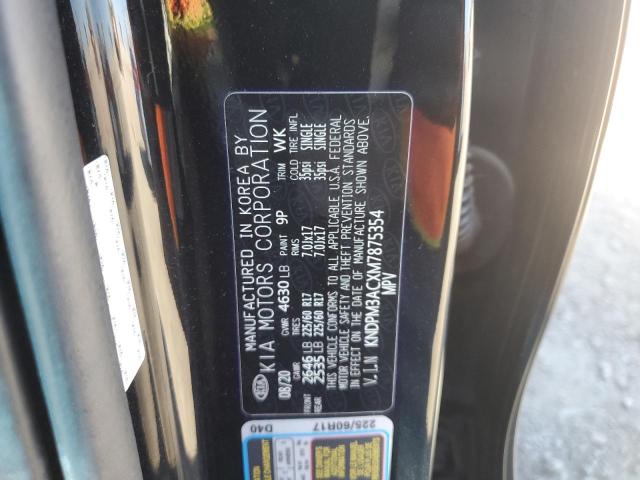 MANUFACTURED IN KOREA BY
KIA KIA MOTORS CORPORATION
08/20 GVWR 4630 LB PAINT 9P TRIM WK
GAWR TIRES RIMS COLD TIRE INFL
FRONT 2646 LB 225/60 R17 7.0Jx17 35psi SINGLE
REAR 2535 LB 225/60 R17 7.0Jx17 35psi SINGLE
THIS VEHICLE CONFORMS TO ALL APPLICABLE U.S.A. FEDERAL
MOTOR VEHICLE SAFETY AND THEFT PREVENTION STANDARDS
IN EFFECT ON THE DATE OF MANUFACTURE SHOWN ABOVE.
V.I.N KNDPM3ACXM7875354
MPV
D40 225/60R17